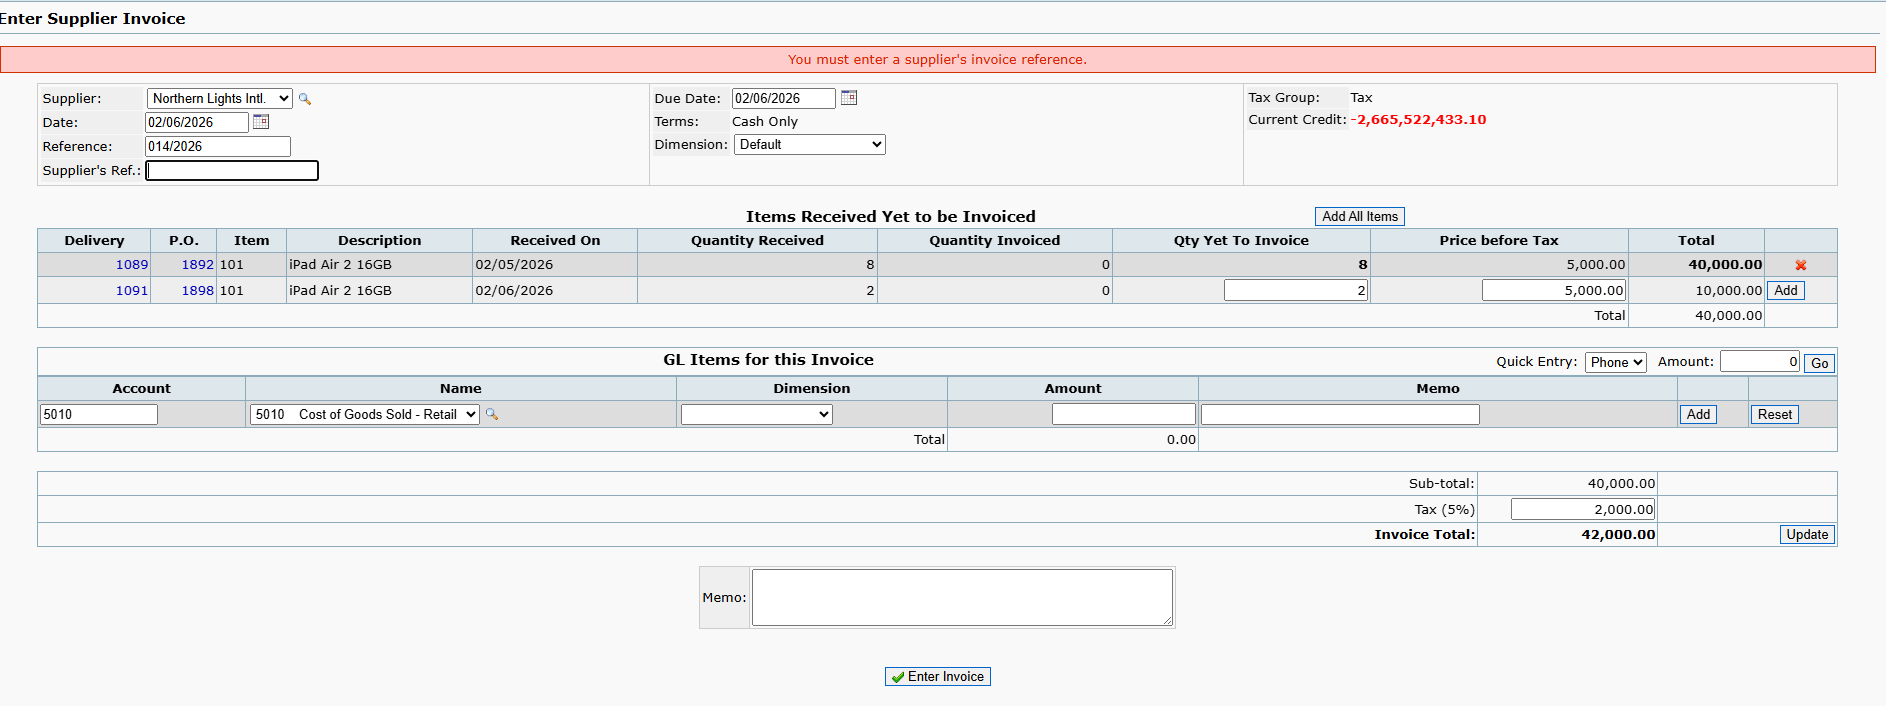 Enter Supplier Invoice
You must enter a supplier's invoice reference.
Supplier: Northern Lights Intl.
Date: 02/06/2026
Reference: 014/2026
Supplier's Ref.:
Due Date: 02/06/2026
Terms: Cash Only
Dimension: Default
Tax Group: Tax
Current Credit: -2,665,522,433.10
Items Received Yet to be Invoiced Add All Items
Delivery P.O. Item Description Received On Quantity Received Quantity Invoiced Qty Yet To Invoice Price before Tax Total
1089 1892 101 iPad Air 2 16GB 02/05/2026 8 0 8 5,000.00 40,000.00
1091 1898 101 iPad Air 2 16GB 02/06/2026 2 0 2 5,000.00 10,000.00 Add
Total 40,000.00
GL Items for this Invoice Quick Entry: Phone Amount: 0 Go
Account Name Dimension Amount Memo
5010 5010 Cost of Goods Sold - Retail Add Reset
Total 0.00
Sub-total: 40,000.00
Tax (5%) 2,000.00
Invoice Total: 42,000.00 Update
Memo:
Enter Invoice